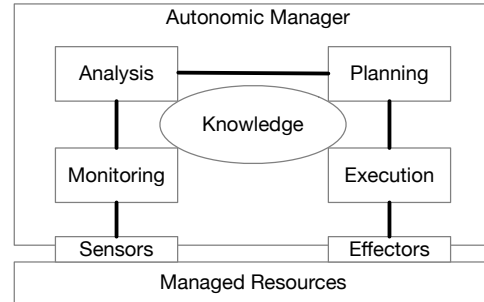 Autonomic Manager
Analysis
Planning
Knowledge
Monitoring
Execution
Sensors
Effectors
Managed Resources